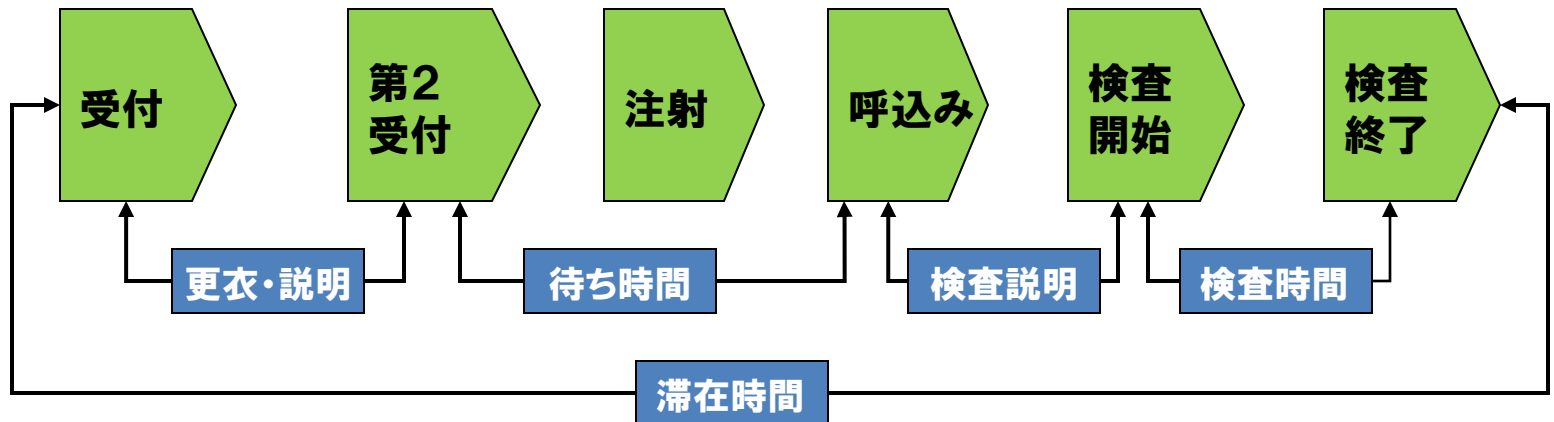 受付
第２
受付
注射
呼込み
検査
開始
検査
終了
更衣・説明
待ち時間
検査説明
検査時間
滞在時間